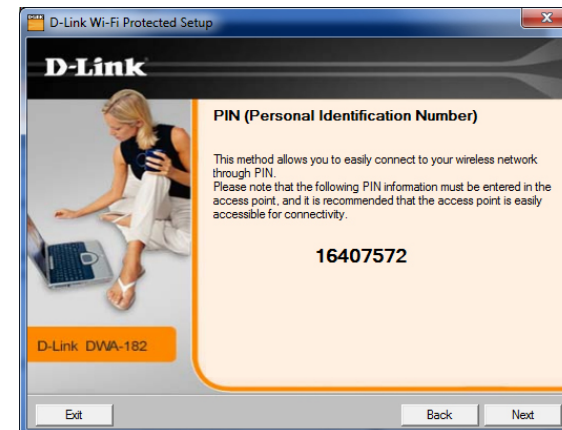 D-Link Wi-Fi Protected Setup
D-Link
PIN (Personal Identification Number)
This method allows you to easily connect to your wireless network
through PIN.
Please note that the following PIN information must be entered in the
access point, and it is recommended that the access point is easily
accessible for connectivity.
16407572
D-Link DWA-182
Exit
Back
Next